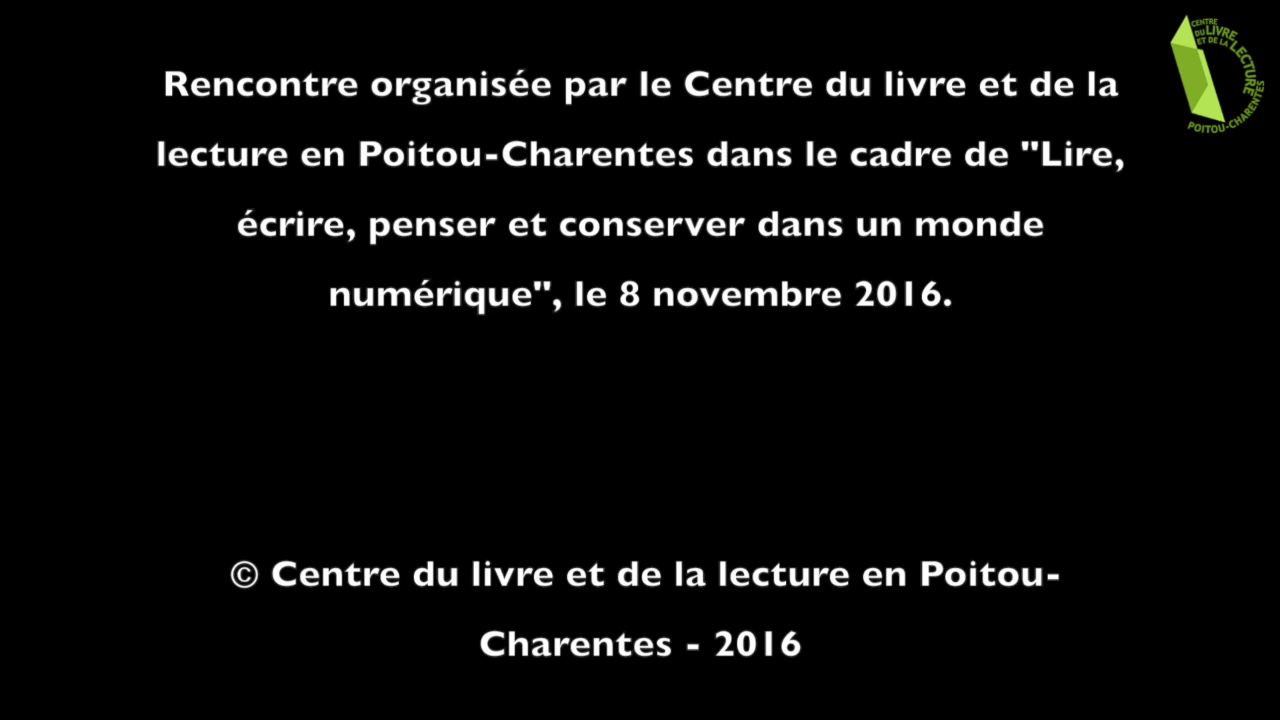 Rencontre organisée par le Centre du livre et de la
lecture en Poitou-Charentes dans le cadre de "Lire,
écrire, penser et conserver dans un monde
numérique", le 8 novembre 2016.
© Centre du livre et de la lecture en Poitou-
Charentes - 2016
CENTRE
DU LIVRE
ET DE LA
LECTURE
POITOU-CHARENTES